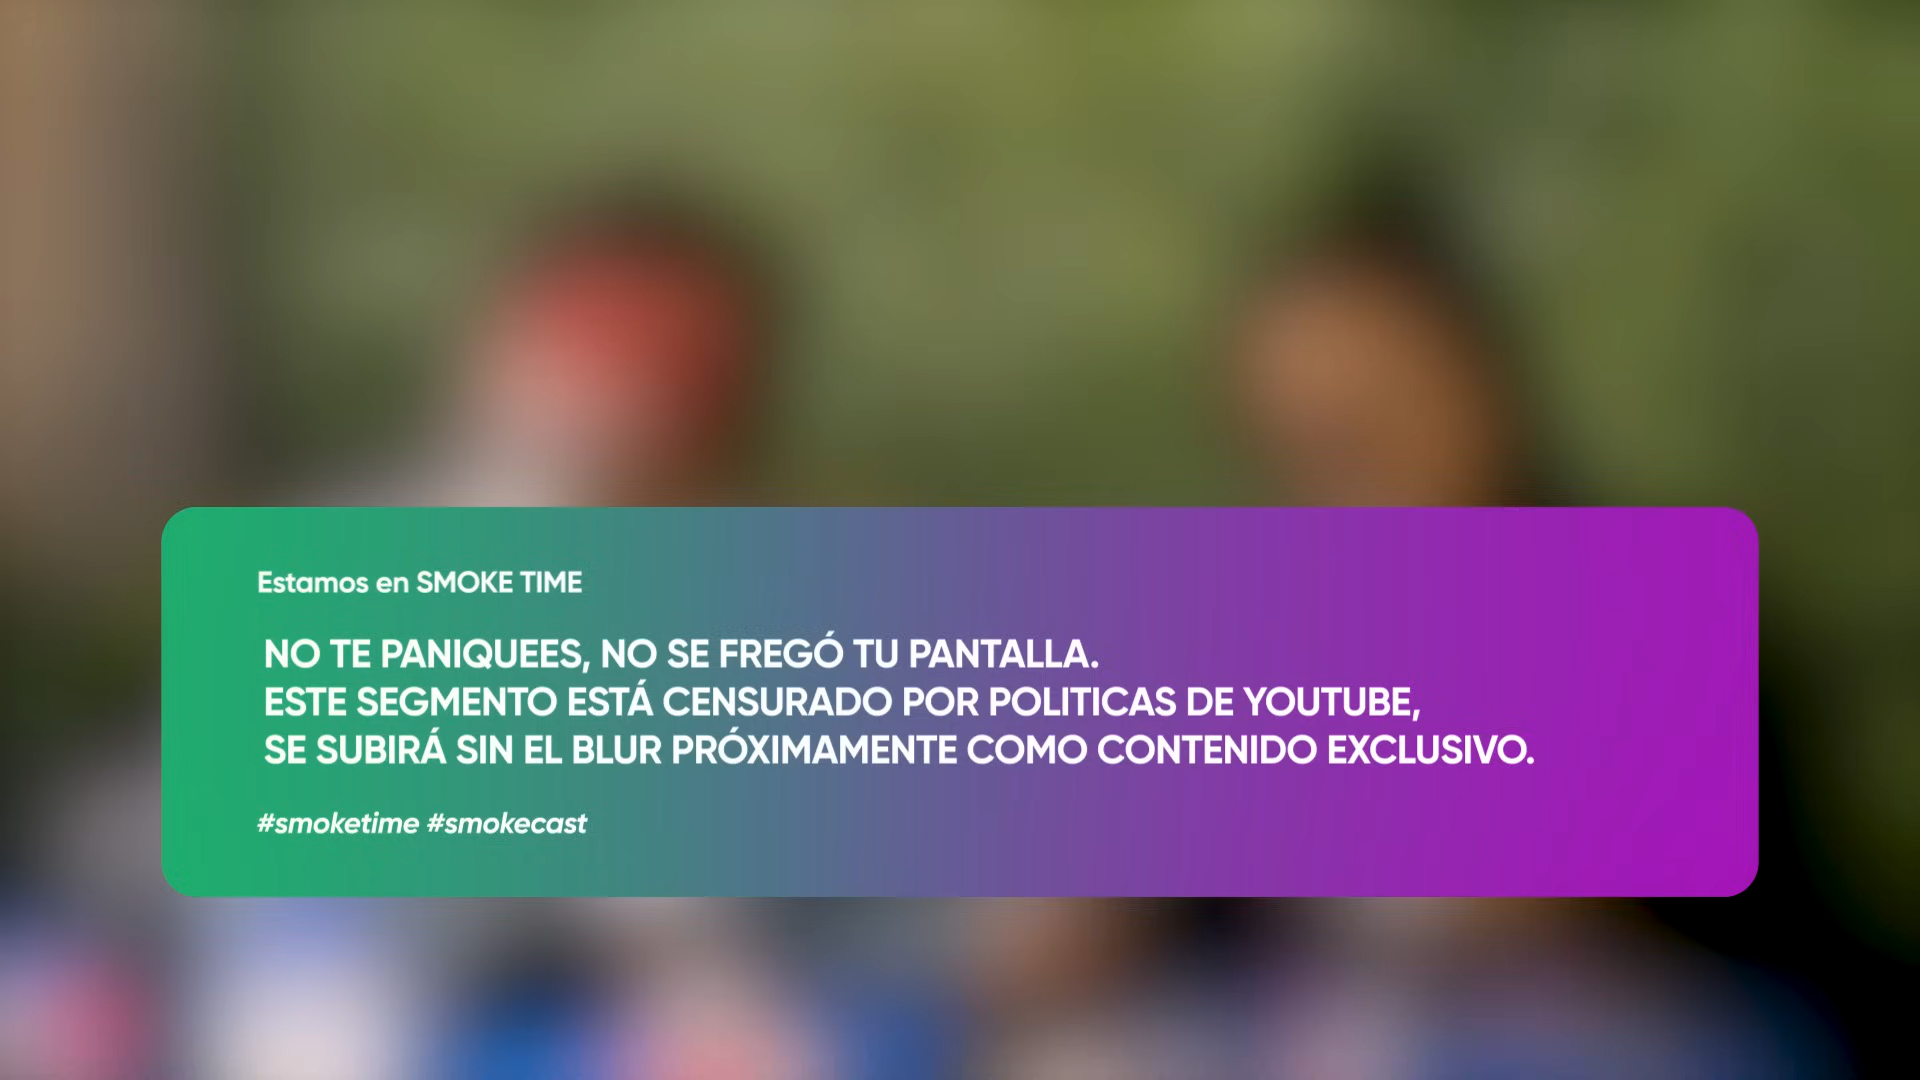 Estamos en SMOKE TIME
NO TE PANIQUEES, NO SE FREGÓ TU PANTALLA.
ESTE SEGMENTO ESTÁ CENSURADO POR POLITICAS DE YOUTUBE,
SE SUBIRÁ SIN EL BLUR PRÓXIMAMENTE COMO CONTENIDO EXCLUSIVO.
#smoketime #smokecast